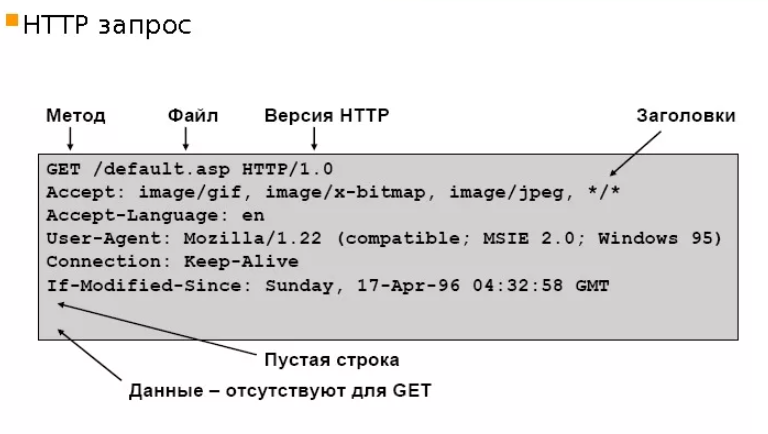 HTTP запрос
Метод Файл Версия HTTP Заголовки
GET /default.asp HTTP/1.0
Accept: image/gif, image/x-bitmap, image/jpeg, */*
Accept-Language: en
User-Agent: Mozilla/1.22 (compatible; MSIE 2.0; Windows 95)
Connection: Keep-Alive
If-Modified-Since: Sunday, 17-Apr-96 04:32:58 GMT
Пустая строка
Данные – отсутствуют для GET